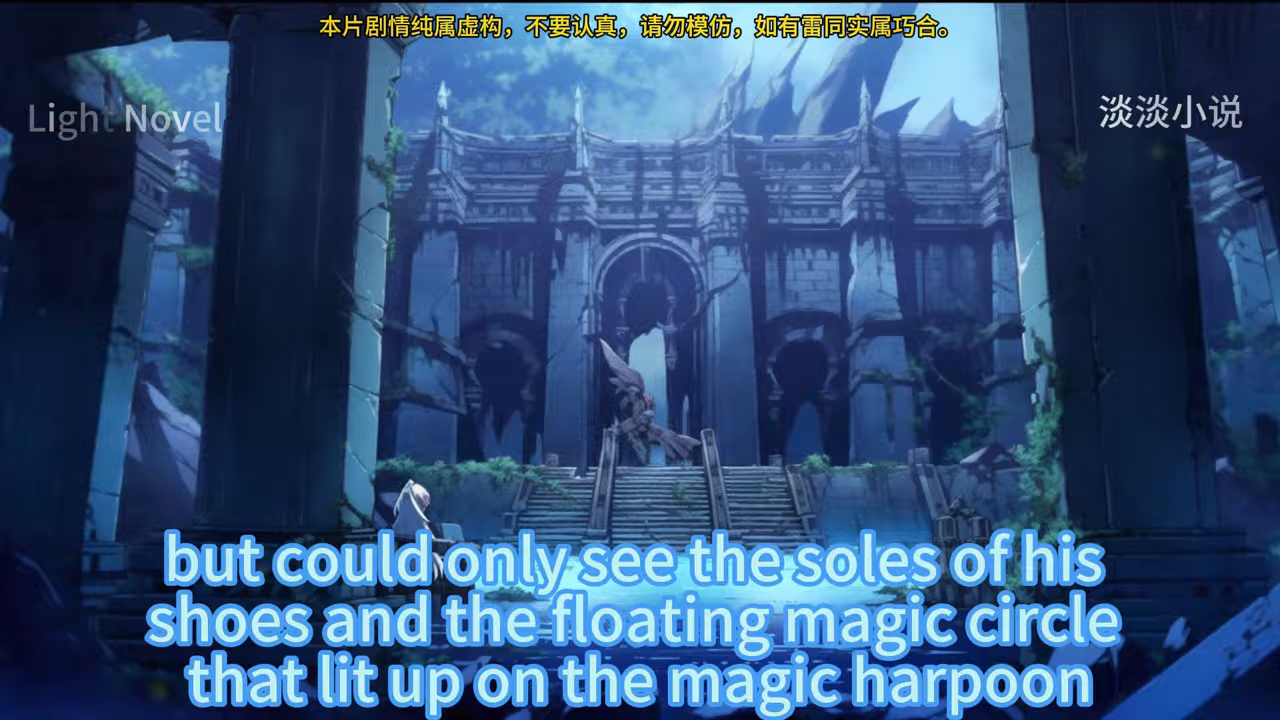 本片剧情纯属虚构，不要认真，请勿模仿，如有雷同实属巧合。
Light Novel
淡淡小说
but could only see the soles of his
shoes and the floating magic circle
that lit up on the magic harpoon